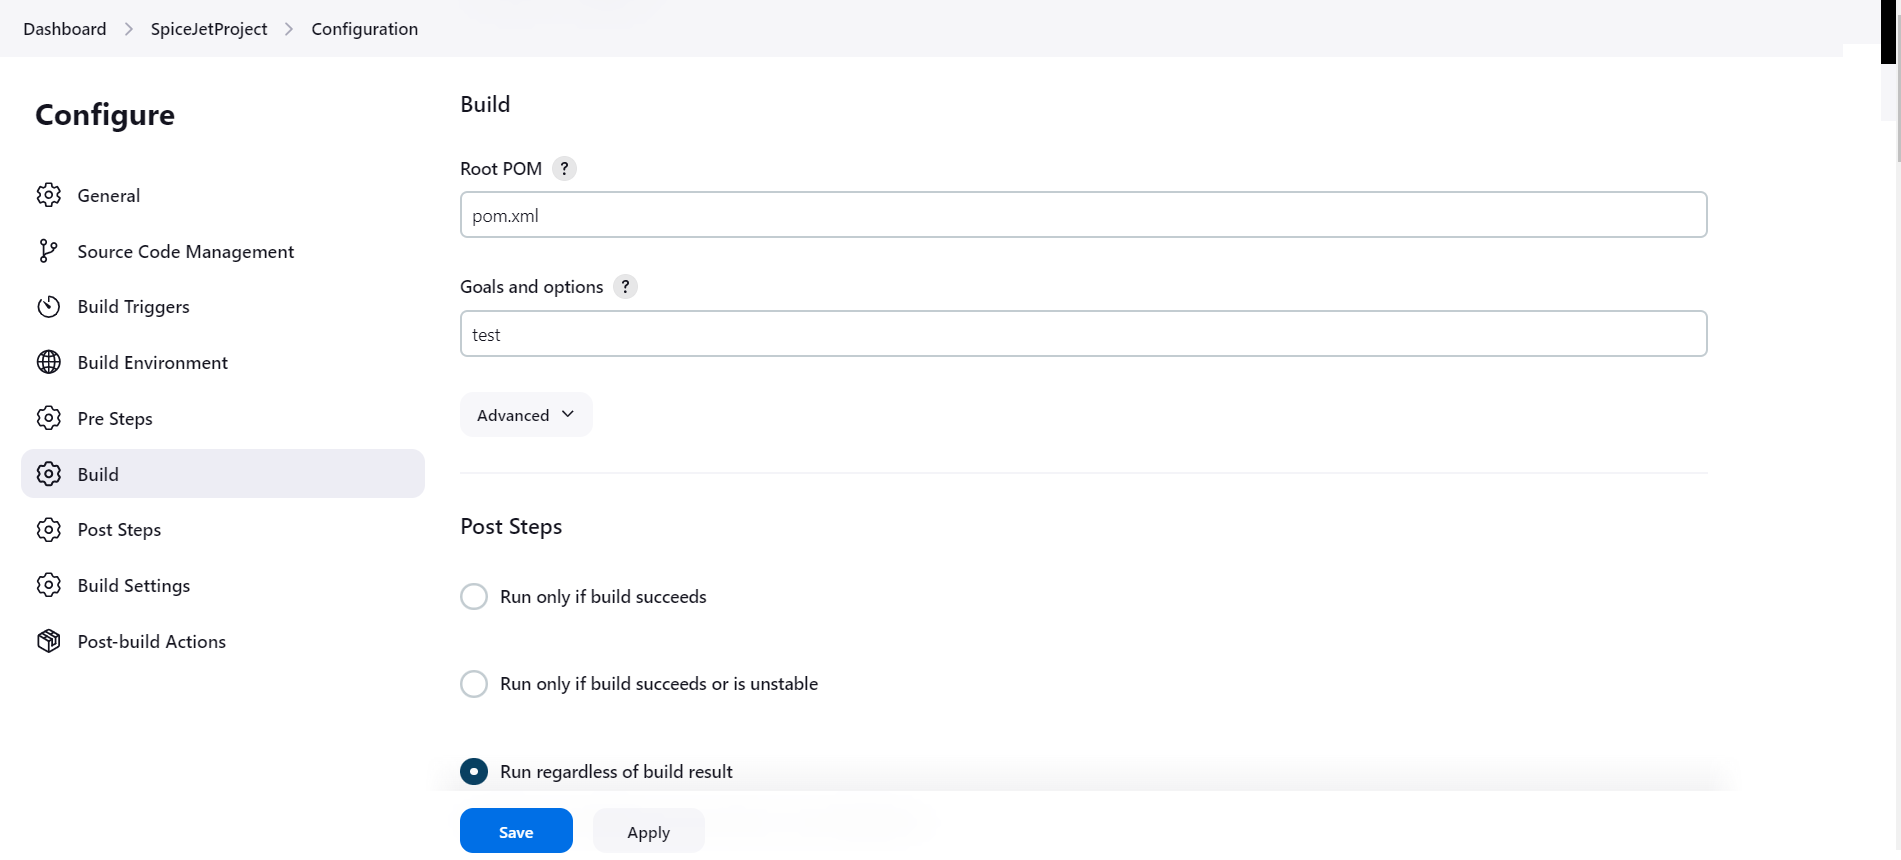 Dashboard > SpiceJetProject > Configuration
Configure
General
Source Code Management
Build Triggers
Build Environment
Pre Steps
Build
Post Steps
Build Settings
Post-build Actions
Build
Root POM ?
pom.xml
Goals and options ?
test
Advanced
Post Steps
Run only if build succeeds
Run only if build succeeds or is unstable
Run regardless of build result
Save Apply